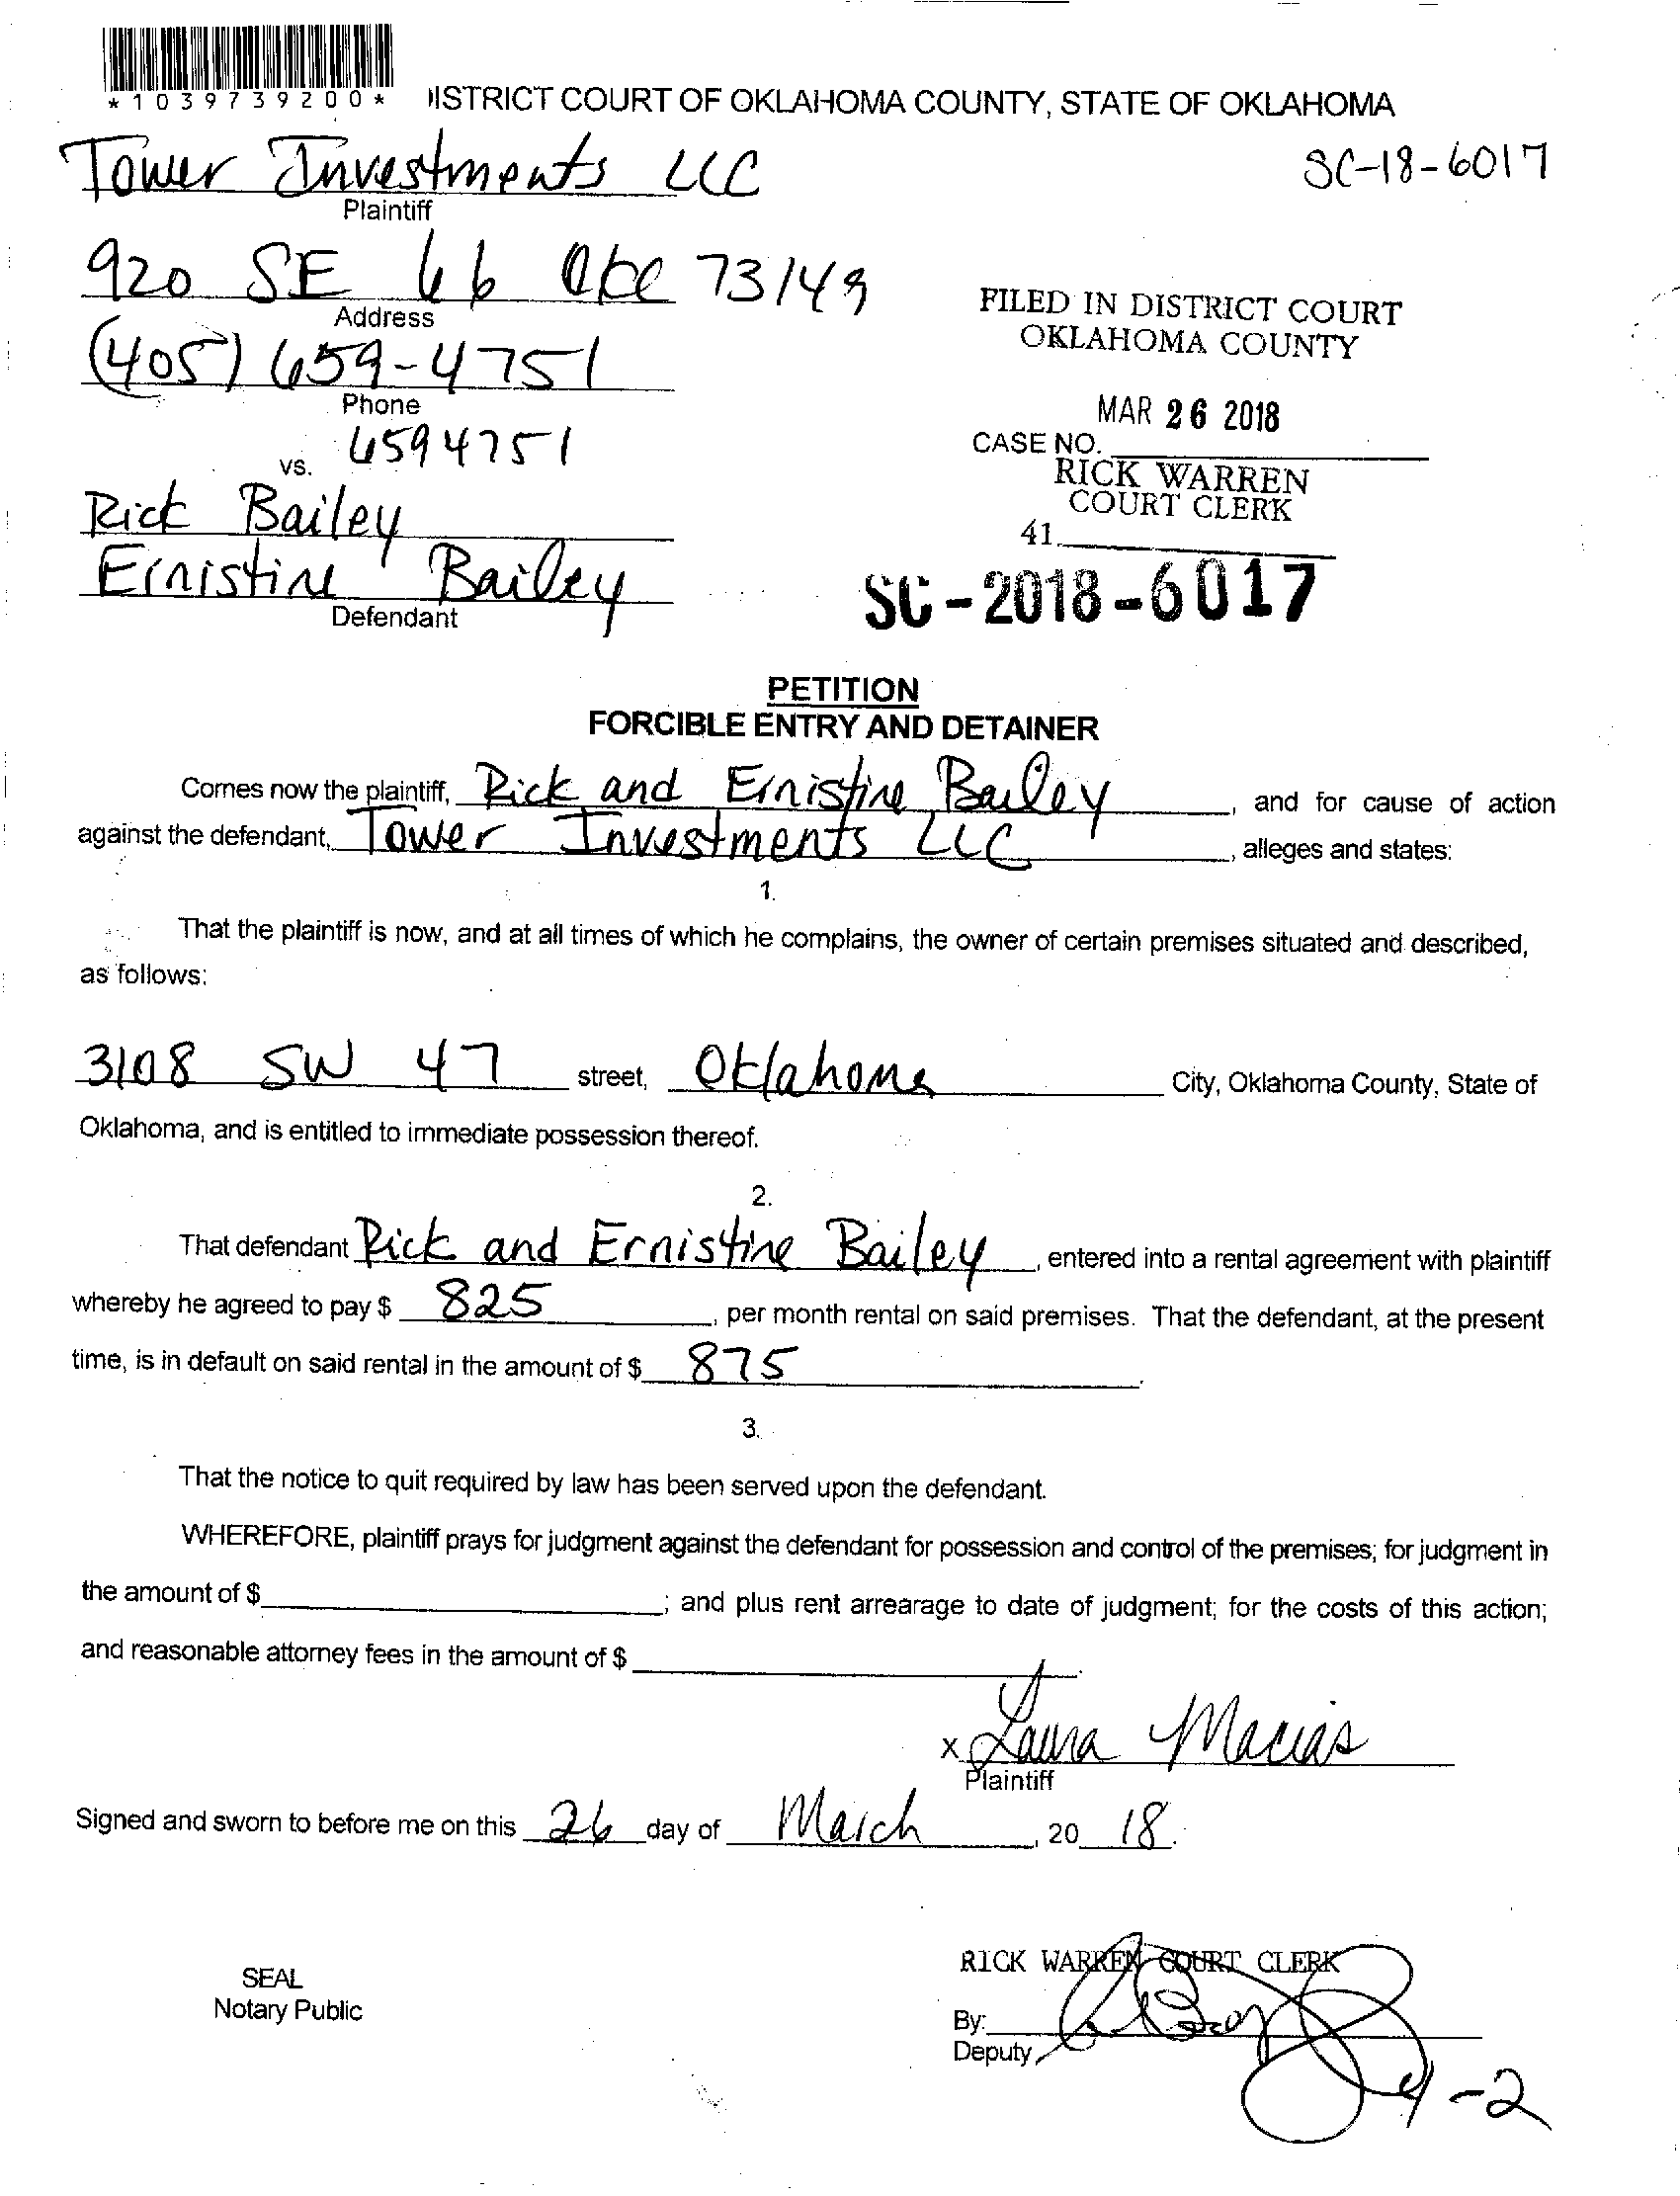 *1039739200*
ISTRICT COURT OF OKLAHOMA COUNTY, STATE OF OKLAHOMA
Tower Investments LLC
SC-18-6017
Plaintiff
920 SE 66 okc 73149
Address
FILED IN DISTRICT COURT
OKLAHOMA COUNTY
(405) 659-4751
Phone
MAR 26 2018
CASE NO.
vs. 6594751
RICK WARREN
COURT CLERK
Rick Bailey
41
Ernistine Bailey
Defendant
SC-2018-6017
PETITION
FORCIBLE ENTRY AND DETAINER
Comes now the plaintiff, Rick and Ernistine Bailey, and for cause of action
against the defendant, Tower Investments LLC, alleges and states:
1.
That the plaintiff is now, and at all times of which he complains, the owner of certain premises situated and described,
as follows:
3108 SW 47 street, Oklahoma City, Oklahoma County, State of
Oklahoma, and is entitled to immediate possession thereof.
2.
That defendant Rick and Ernistine Bailey, entered into a rental agreement with plaintiff
whereby he agreed to pay $ 825, per month rental on said premises. That the defendant, at the present
time, is in default on said rental in the amount of $ 875.
3.
That the notice to quit required by law has been served upon the defendant.
WHEREFORE, plaintiff prays for judgment against the defendant for possession and control of the premises; for judgment in
the amount of $ ; and plus rent arrearage to date of judgment; for the costs of this action;
and reasonable attorney fees in the amount of $ .
x Laura Macias
Plaintiff
Signed and sworn to before me on this 26 day of March, 20 18.
RICK WARREN COURT CLERK
SEAL
Notary Public
By:
Deputy
4-2